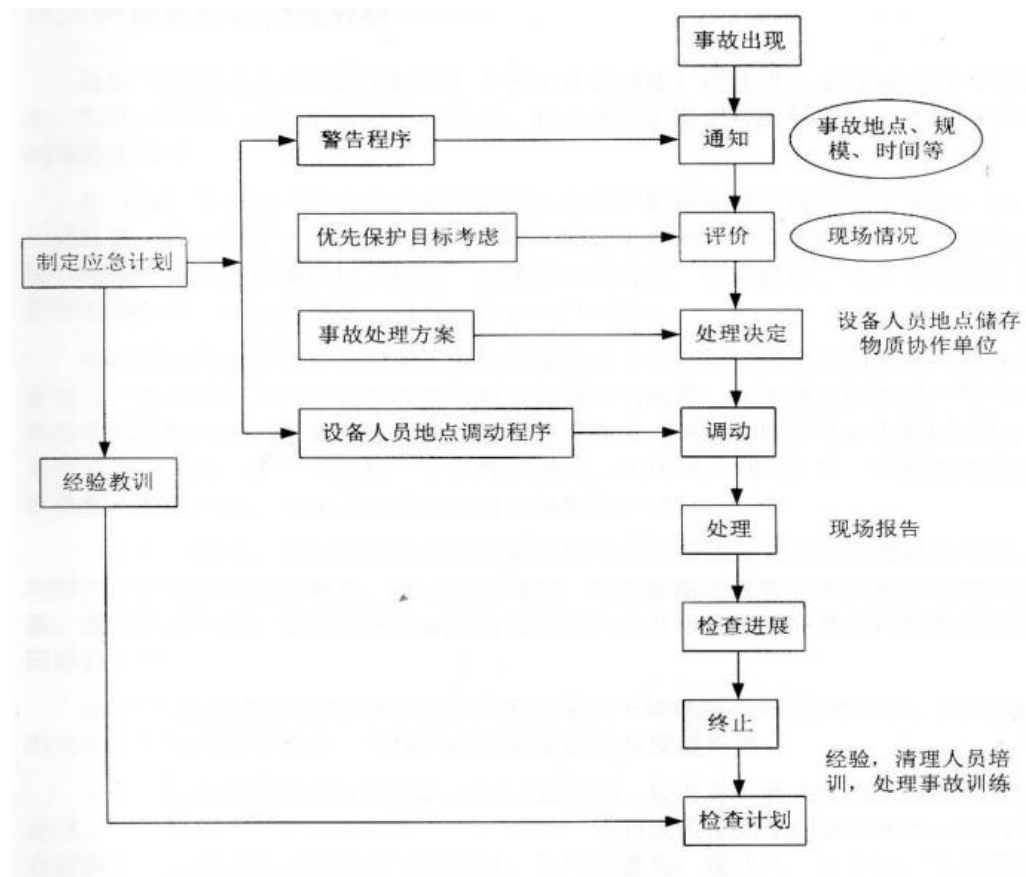 事故出现
警告程序
通知
事故地点、规
模、时间等
优先保护目标考虑
评价
现场情况
制定应急计划
事故处理方案
处理决定
设备人员地点储存
物质协作单位
设备人员地点调动程序
调动
经验教训
处理
现场报告
检查进展
终止
经验，清理人员培
训，处理事故训练
检查计划